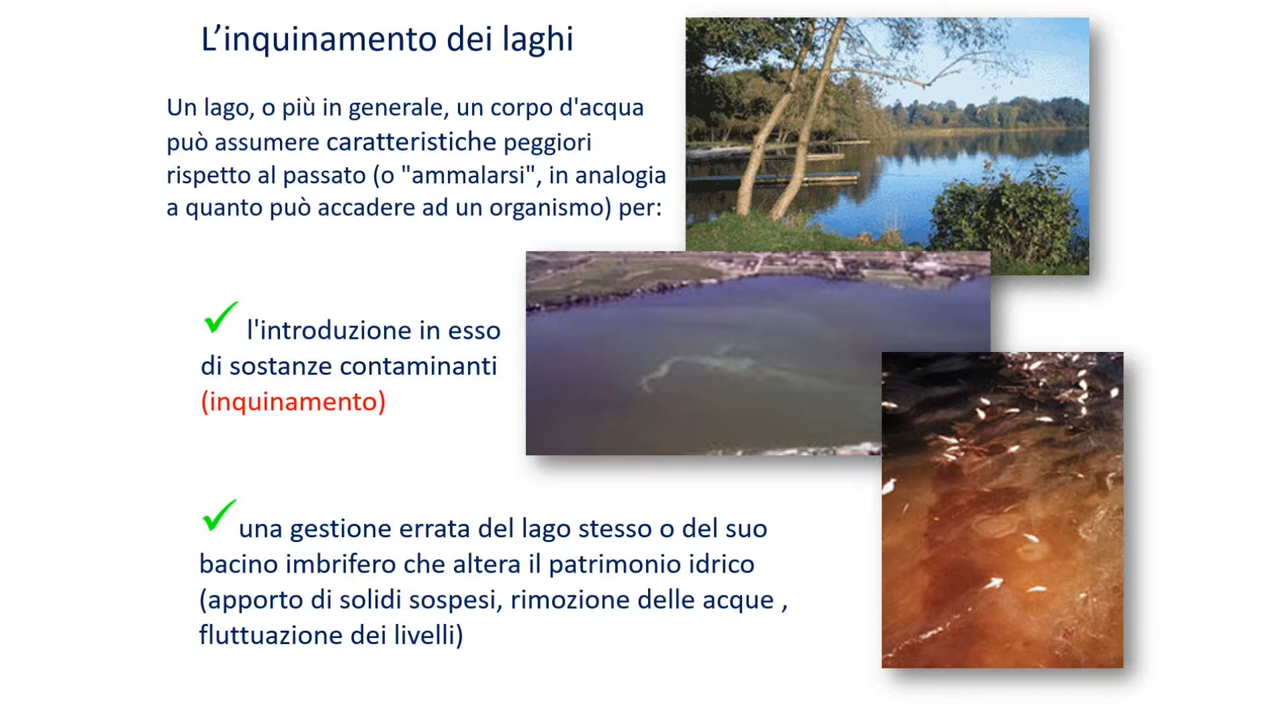 L’inquinamento dei laghi
Un lago, o più in generale, un corpo d'acqua
può assumere caratteristiche peggiori
rispetto al passato (o "ammalarsi", in analogia
a quanto può accadere ad un organismo) per:
l'introduzione in esso
di sostanze contaminanti
(inquinamento)
una gestione errata del lago stesso o del suo
bacino imbrifero che altera il patrimonio idrico
(apporto di solidi sospesi, rimozione delle acque ,
fluttuazione dei livelli)